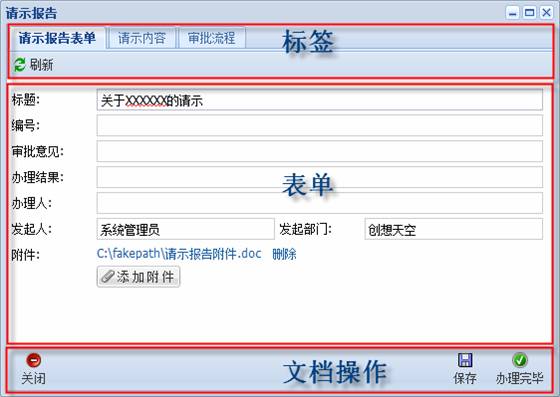 请示报告
请示报告表单 请示内容 审批流程 标签
刷新
标题: 关于XXXXXX的请示
编号:
审批意见:
办理结果: 表单
办理人:
发起人: 系统管理员 发起部门: 创想天空
附件: C:\fakepath\请示报告附件.doc 删除
添加附件
关闭 文档操作 保存 办理完毕